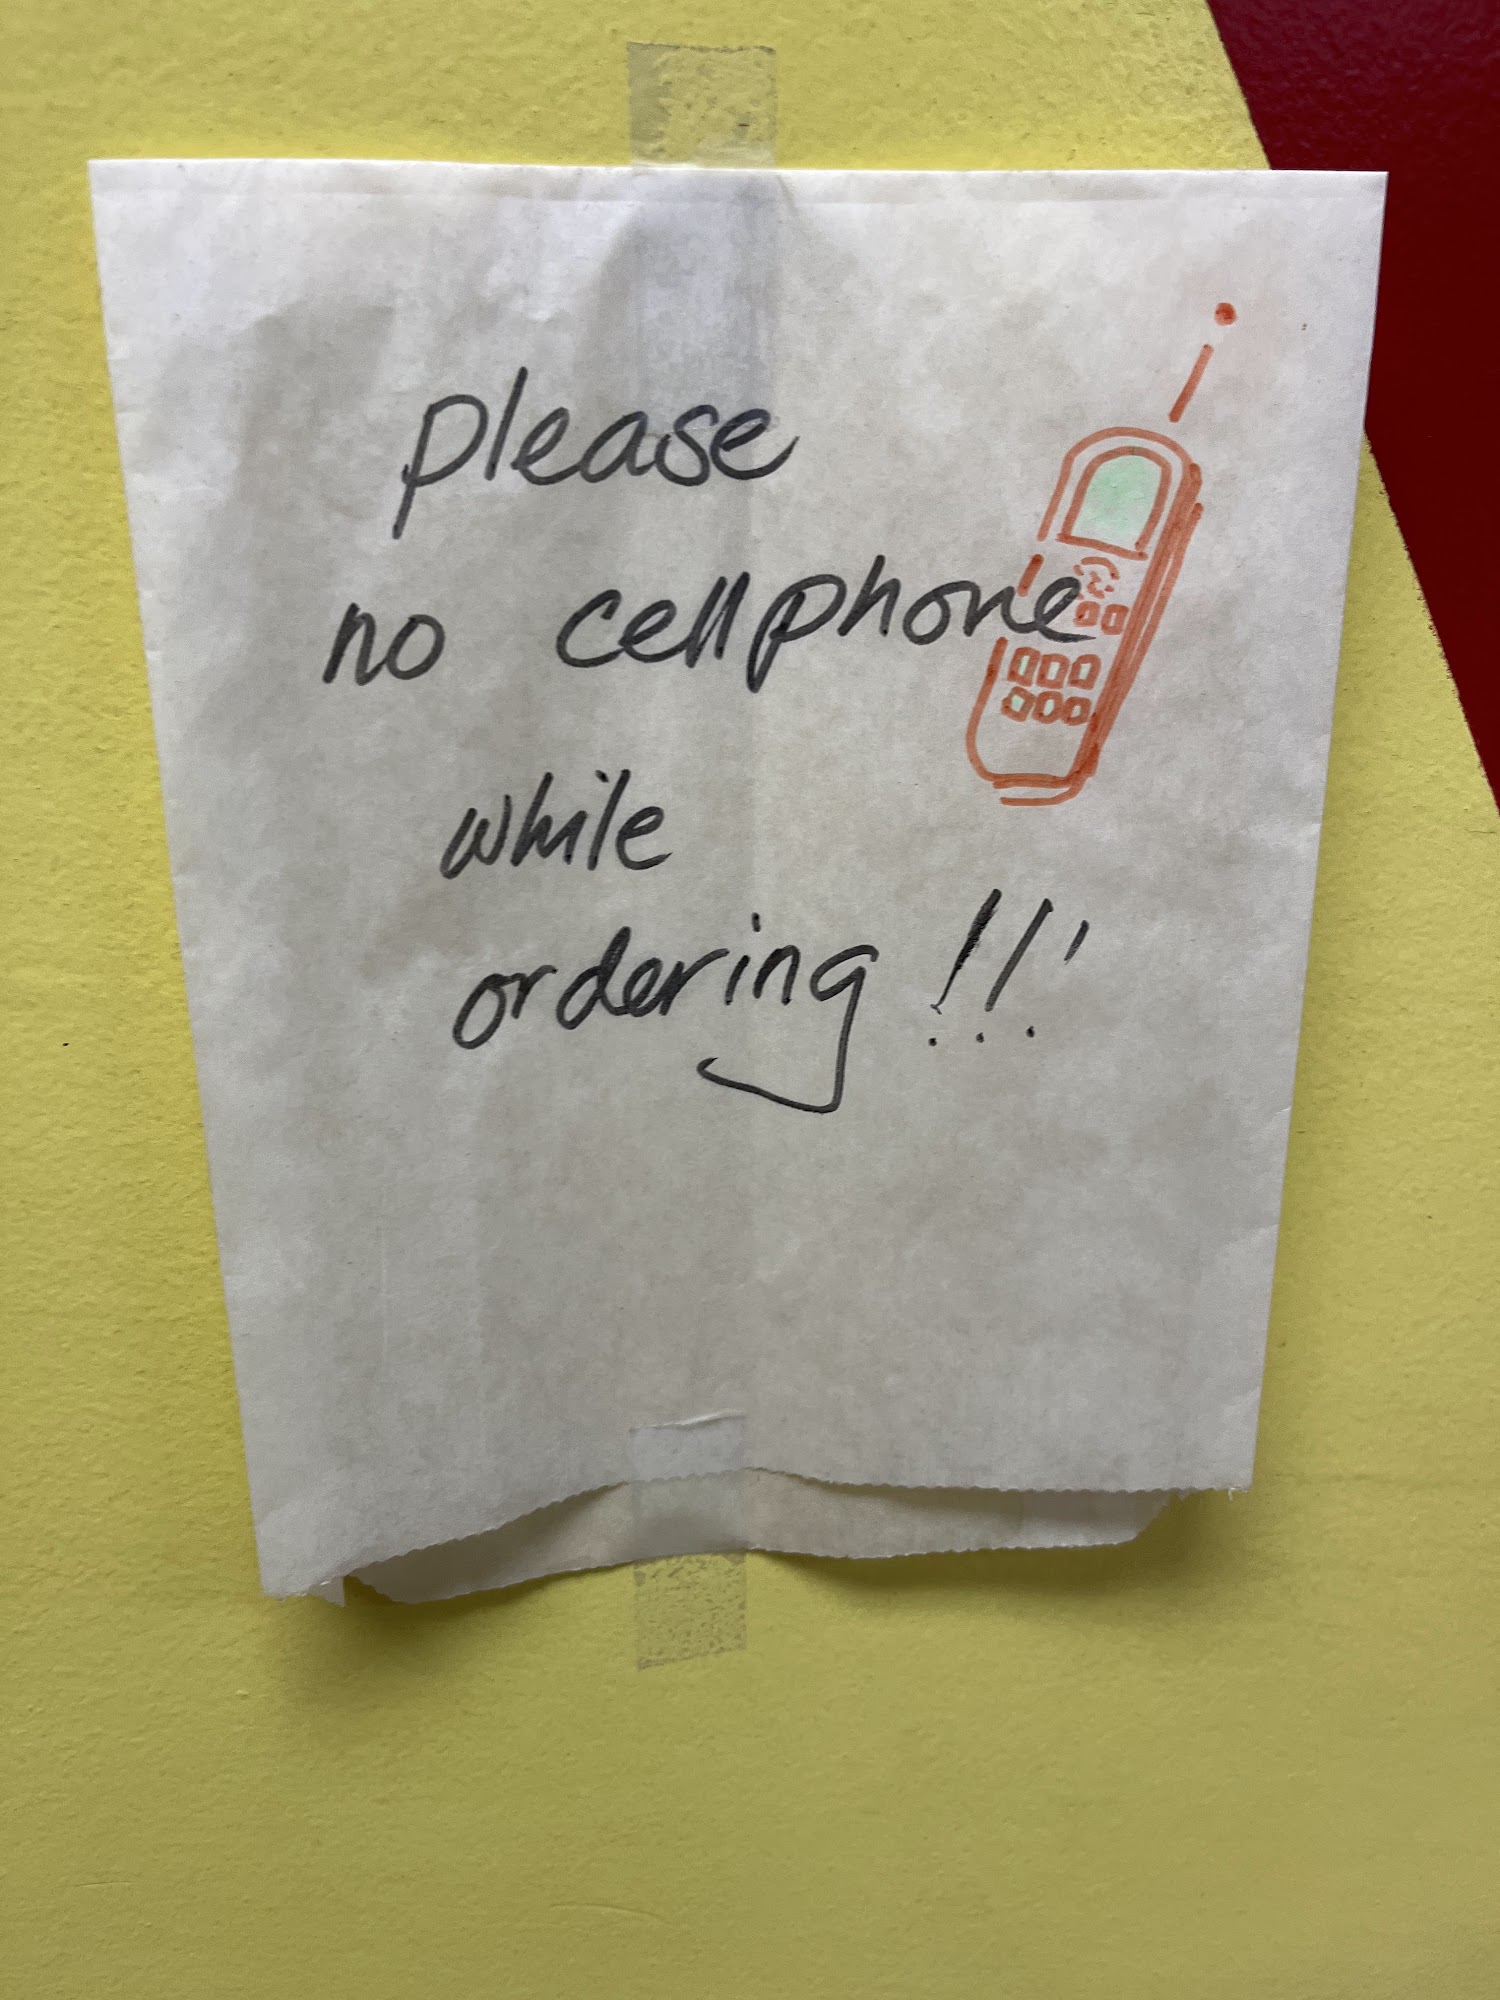 please
no cellphone
while
ordering !!!